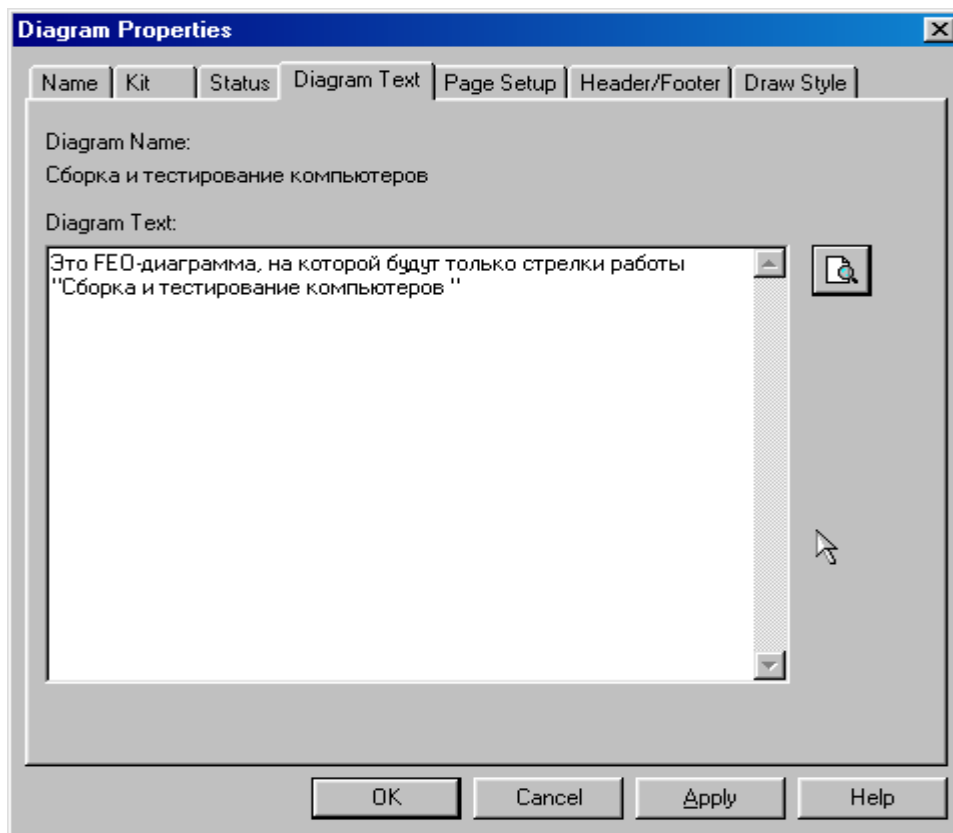 Diagram Properties
Name Kit Status Diagram Text Page Setup Header/Footer Draw Style
Diagram Name:
Сборка и тестирование компьютеров
Diagram Text:
Это FEO-диаграмма, на которой будут только стрелки работы
"Сборка и тестирование компьютеров "
OK Cancel Apply Help